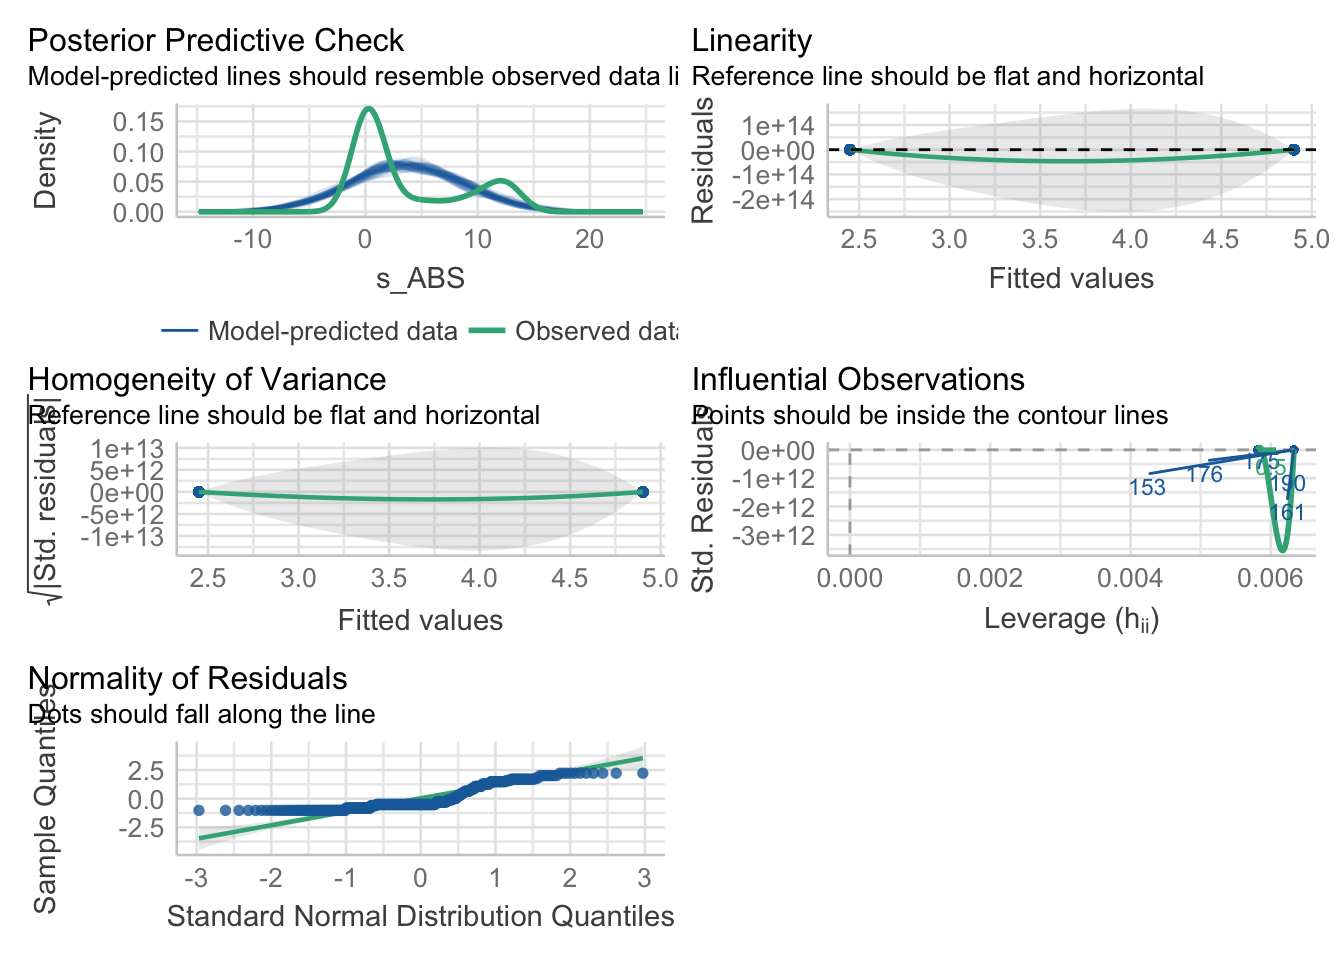 Posterior Predictive Check
Model-predicted lines should resemble observed data li
Density
0.15
0.10
0.05
0.00
-10
0
10
20
s_ABS
Model-predicted data
Observed data
Linearity
Reference line should be flat and horizontal
Residuals
1e+14
0e+00
-1e+14
-2e+14
2.5
3.0
3.5
4.0
4.5
5.0
Fitted values
Homogeneity of Variance
Reference line should be flat and horizontal
√|Std. residuals|
1e+13
5e+12
0e+00
-5e+12
-1e+13
2.5
3.0
3.5
4.0
4.5
5.0
Fitted values
Influential Observations
Points should be inside the contour lines
Std. Residuals
0e+00
-1e+12
-2e+12
-3e+12
153
176
190
161
0.000
0.002
0.004
0.006
Leverage (hii)
Normality of Residuals
Dots should fall along the line
Sample Quantiles
2.5
0.0
-2.5
-3
-2
-1
0
1
2
3
Standard Normal Distribution Quantiles